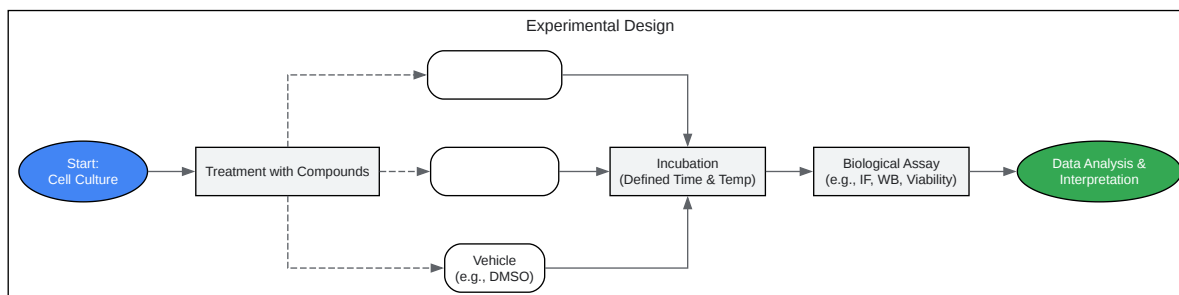 Experimental Design
Start:
Cell Culture
Treatment with Compounds
Vehicle
(e.g., DMSO)
Incubation
(Defined Time & Temp)
Biological Assay
(e.g., IF, WB, Viability)
Data Analysis &
Interpretation